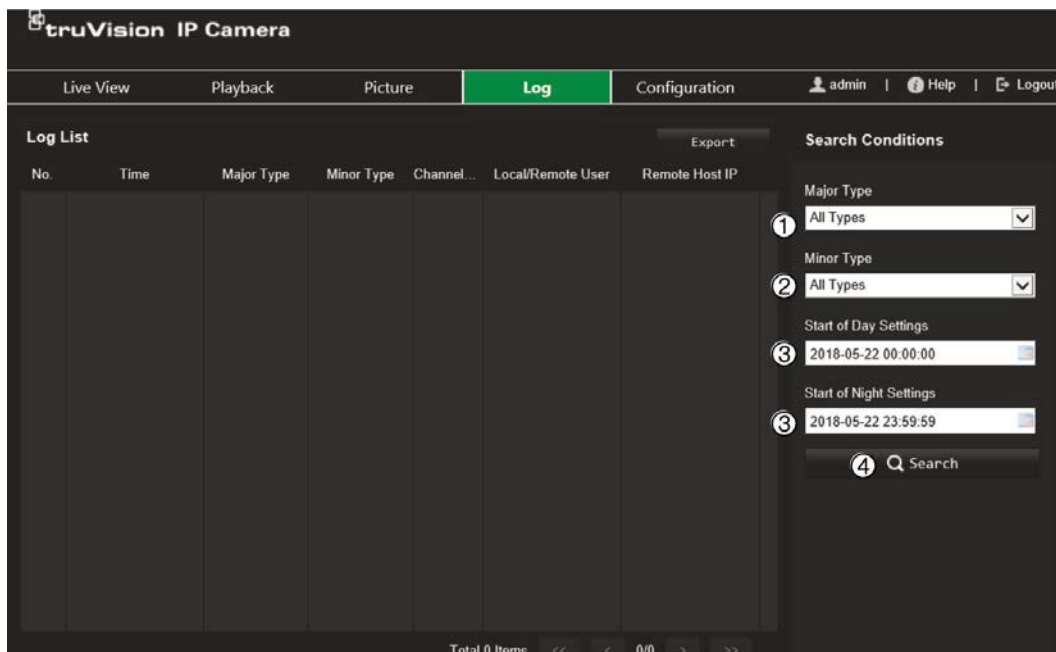 truVision IP Camera
Live View Playback Picture Log Configuration admin | Help | Logou
Log List
Export
No. Time Major Type Minor Type Channel... Local/Remote User Remote Host IP
Search Conditions
Major Type
① All Types
Minor Type
② All Types
Start of Day Settings
③ 2018-05-22 00:00:00
Start of Night Settings
③ 2018-05-22 23:59:59
④ Search
Total 0 Items << < 0/0 > >>